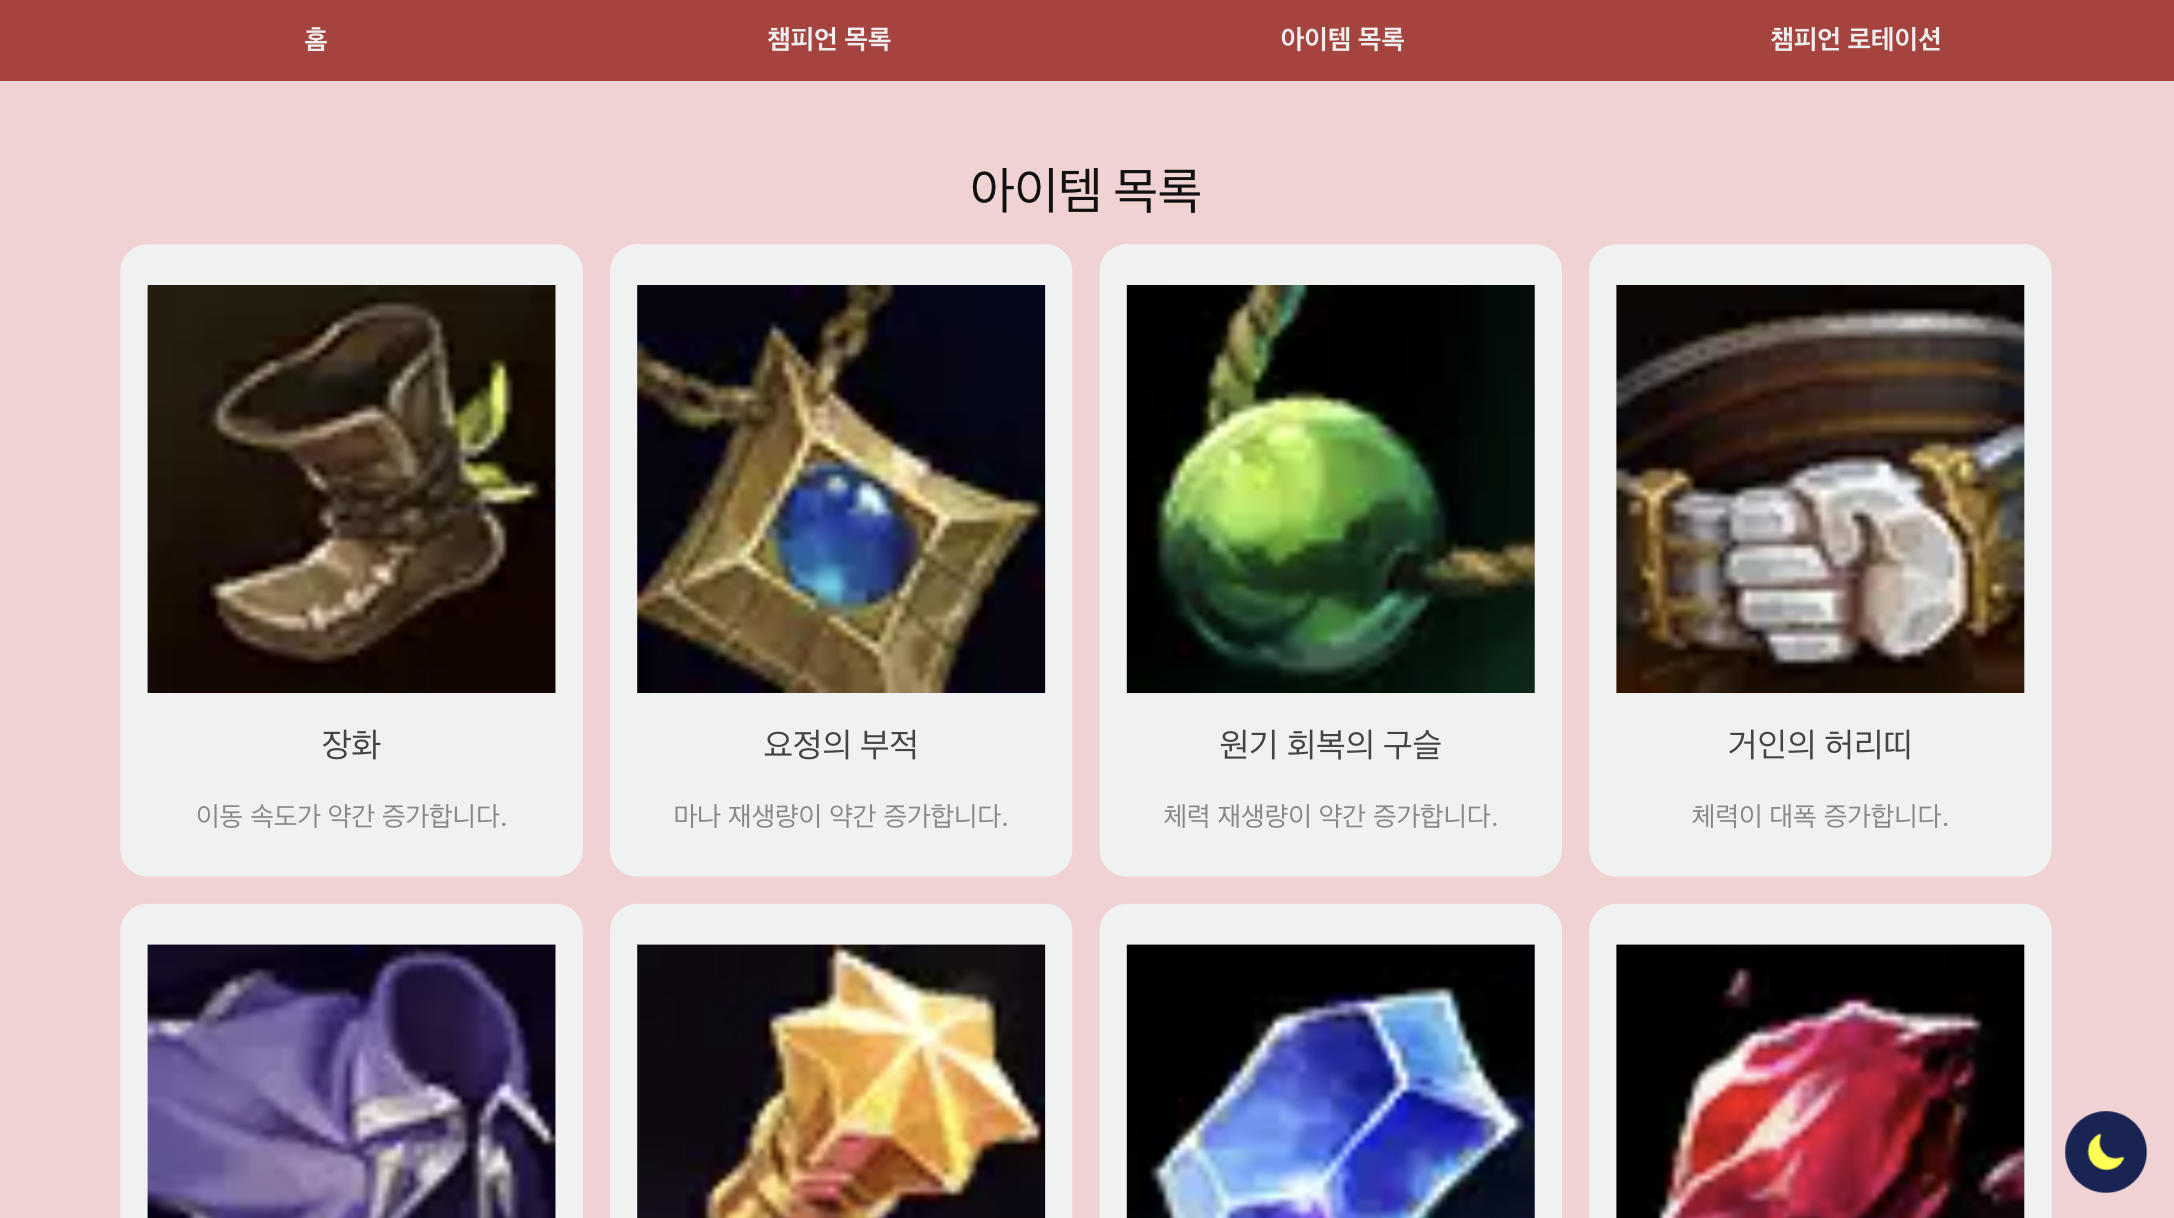 홈
챔피언 목록
아이템 목록
챔피언 로테이션
아이템 목록
장화
이동 속도가 약간 증가합니다.
요정의 부적
마나 재생량이 약간 증가합니다.
원기 회복의 구슬
체력 재생량이 약간 증가합니다.
거인의 허리띠
체력이 대폭 증가합니다.